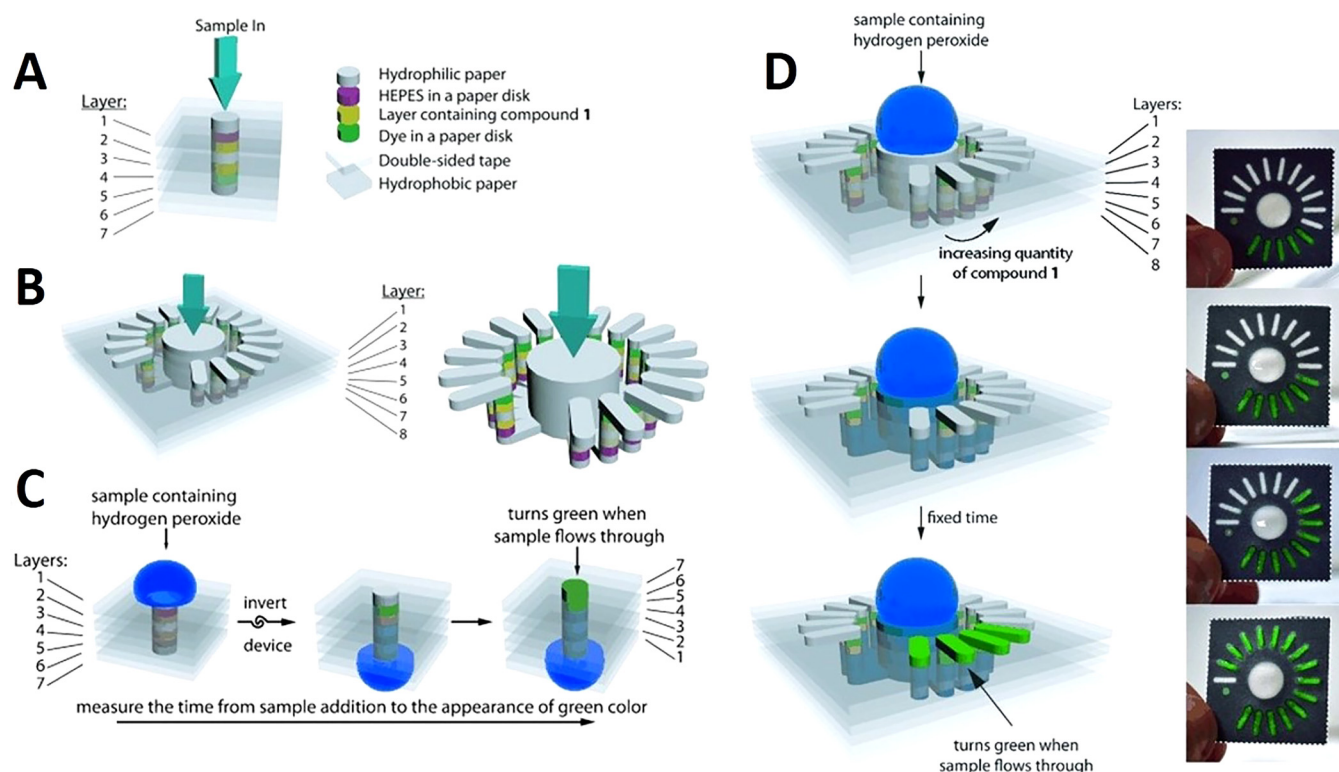 A
Sample In
Layer:
1
2
3
4
5
6
7
Hydrophilic paper
HEPES in a paper disk
Layer containing compound 1
Dye in a paper disk
Double-sided tape
Hydrophobic paper
B
Layer:
1
2
3
4
5
6
7
8
C
sample containing
hydrogen peroxide
Layers:
1
2
3
4
5
6
7
invert
device
turns green when
sample flows through
7
6
5
4
3
2
1
measure the time from sample addition to the appearance of green color
D
sample containing
hydrogen peroxide
Layers:
1
2
3
4
5
6
7
8
increasing quantity
of compound 1
fixed time
turns green when
sample flows through